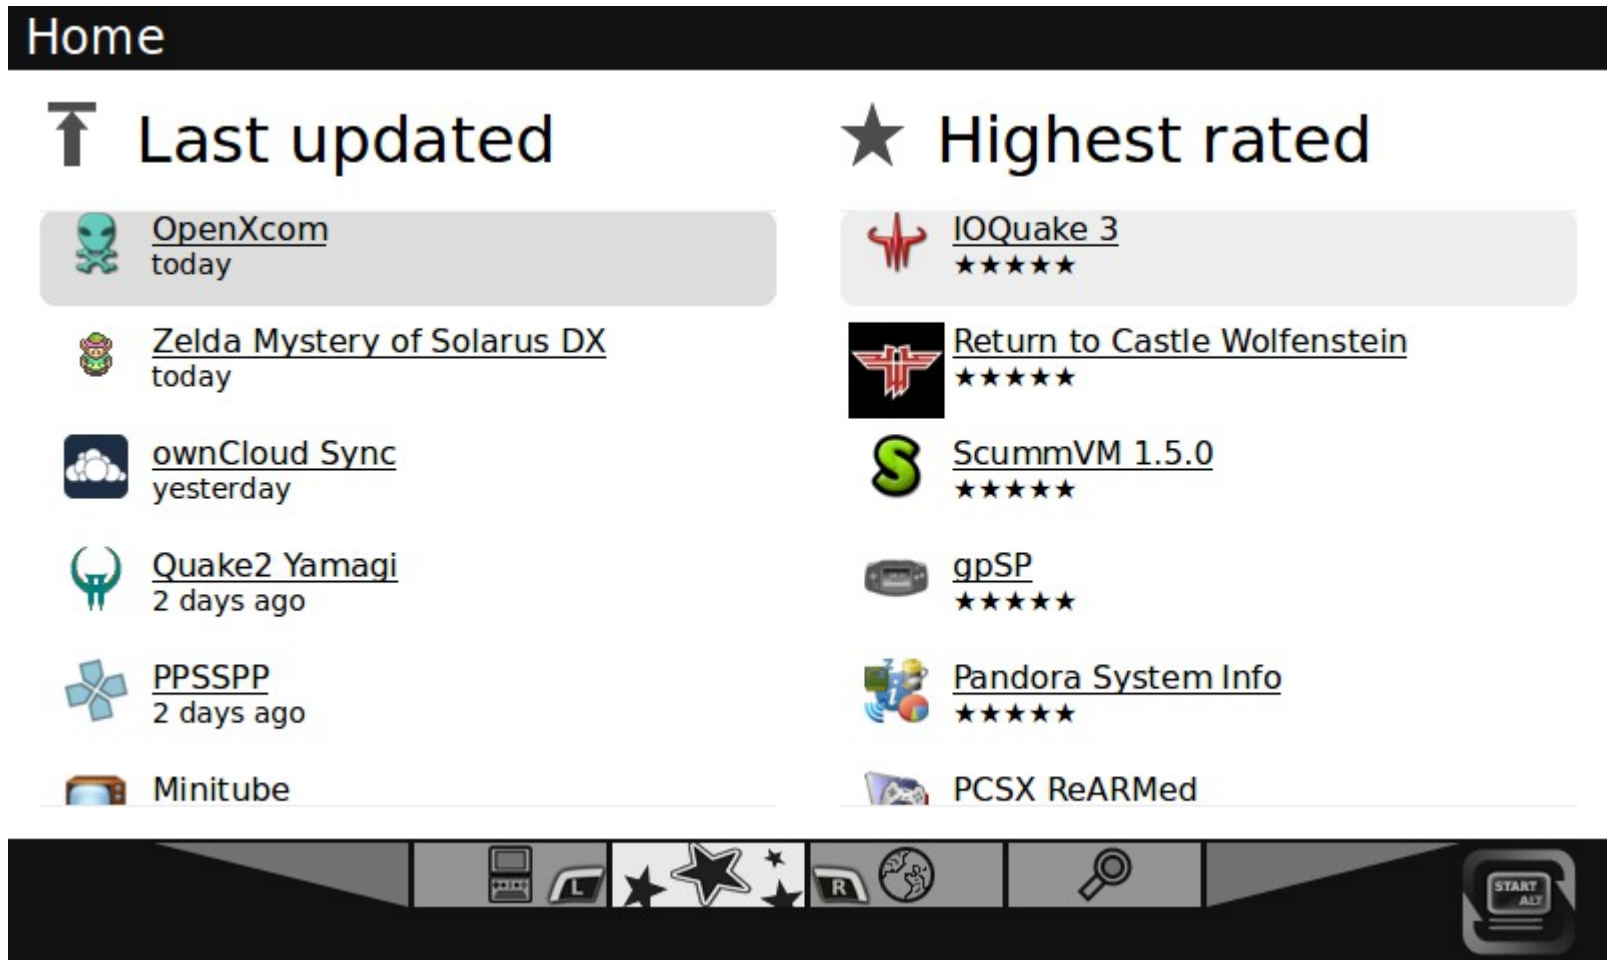 Home
Last updated
OpenXcom
today
Zelda Mystery of Solarus DX
today
ownCloud Sync
yesterday
Quake2 Yamagi
2 days ago
PPSSPP
2 days ago
Minitube
Highest rated
IOQuake 3
★★★★★
Return to Castle Wolfenstein
★★★★★
ScummVM 1.5.0
★★★★★
gpSP
★★★★★
Pandora System Info
★★★★★
PCSX ReARMed
L
R
START
ALT